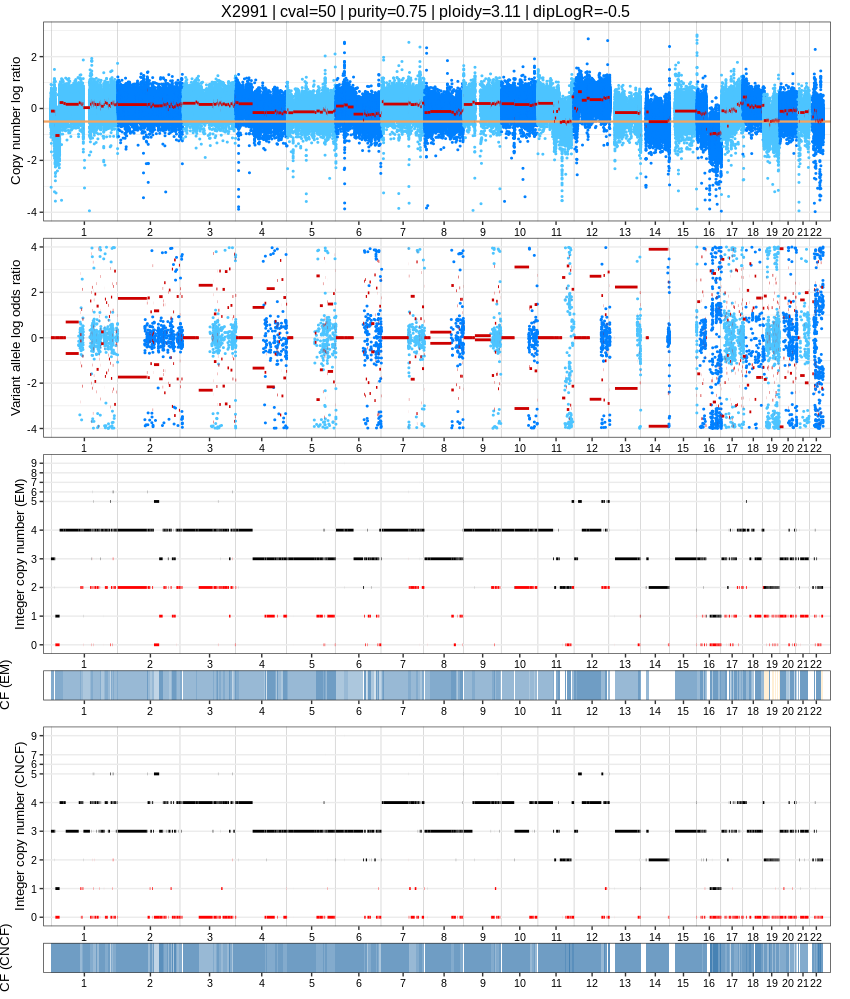 X2991 | cval=50 | purity=0.75 | ploidy=3.11 | dipLogR=-0.5
Copy number log ratio
2
0
-2
-4
1 2 3 4 5 6 7 8 9 10 11 12 13 14 15 16 17 18 19 20 21 22
Variant allele log odds ratio
4
2
0
-2
-4
1 2 3 4 5 6 7 8 9 10 11 12 13 14 15 16 17 18 19 20 21 22
Integer copy number (EM)
9
8
7
6
5
4
3
2
1
0
1 2 3 4 5 6 7 8 9 10 11 12 13 14 15 16 17 18 19 20 21 22
CF (EM)
1 2 3 4 5 6 7 8 9 10 11 12 13 14 15 16 17 18 19 20 21 22
Integer copy number (CNCF)
9
7
6
5
4
3
2
1
0
1 2 3 4 5 6 7 8 9 10 11 12 13 14 15 16 17 18 19 20 21 22
CF (CNCF)
1 2 3 4 5 6 7 8 9 10 11 12 13 14 15 16 17 18 19 20 21 22